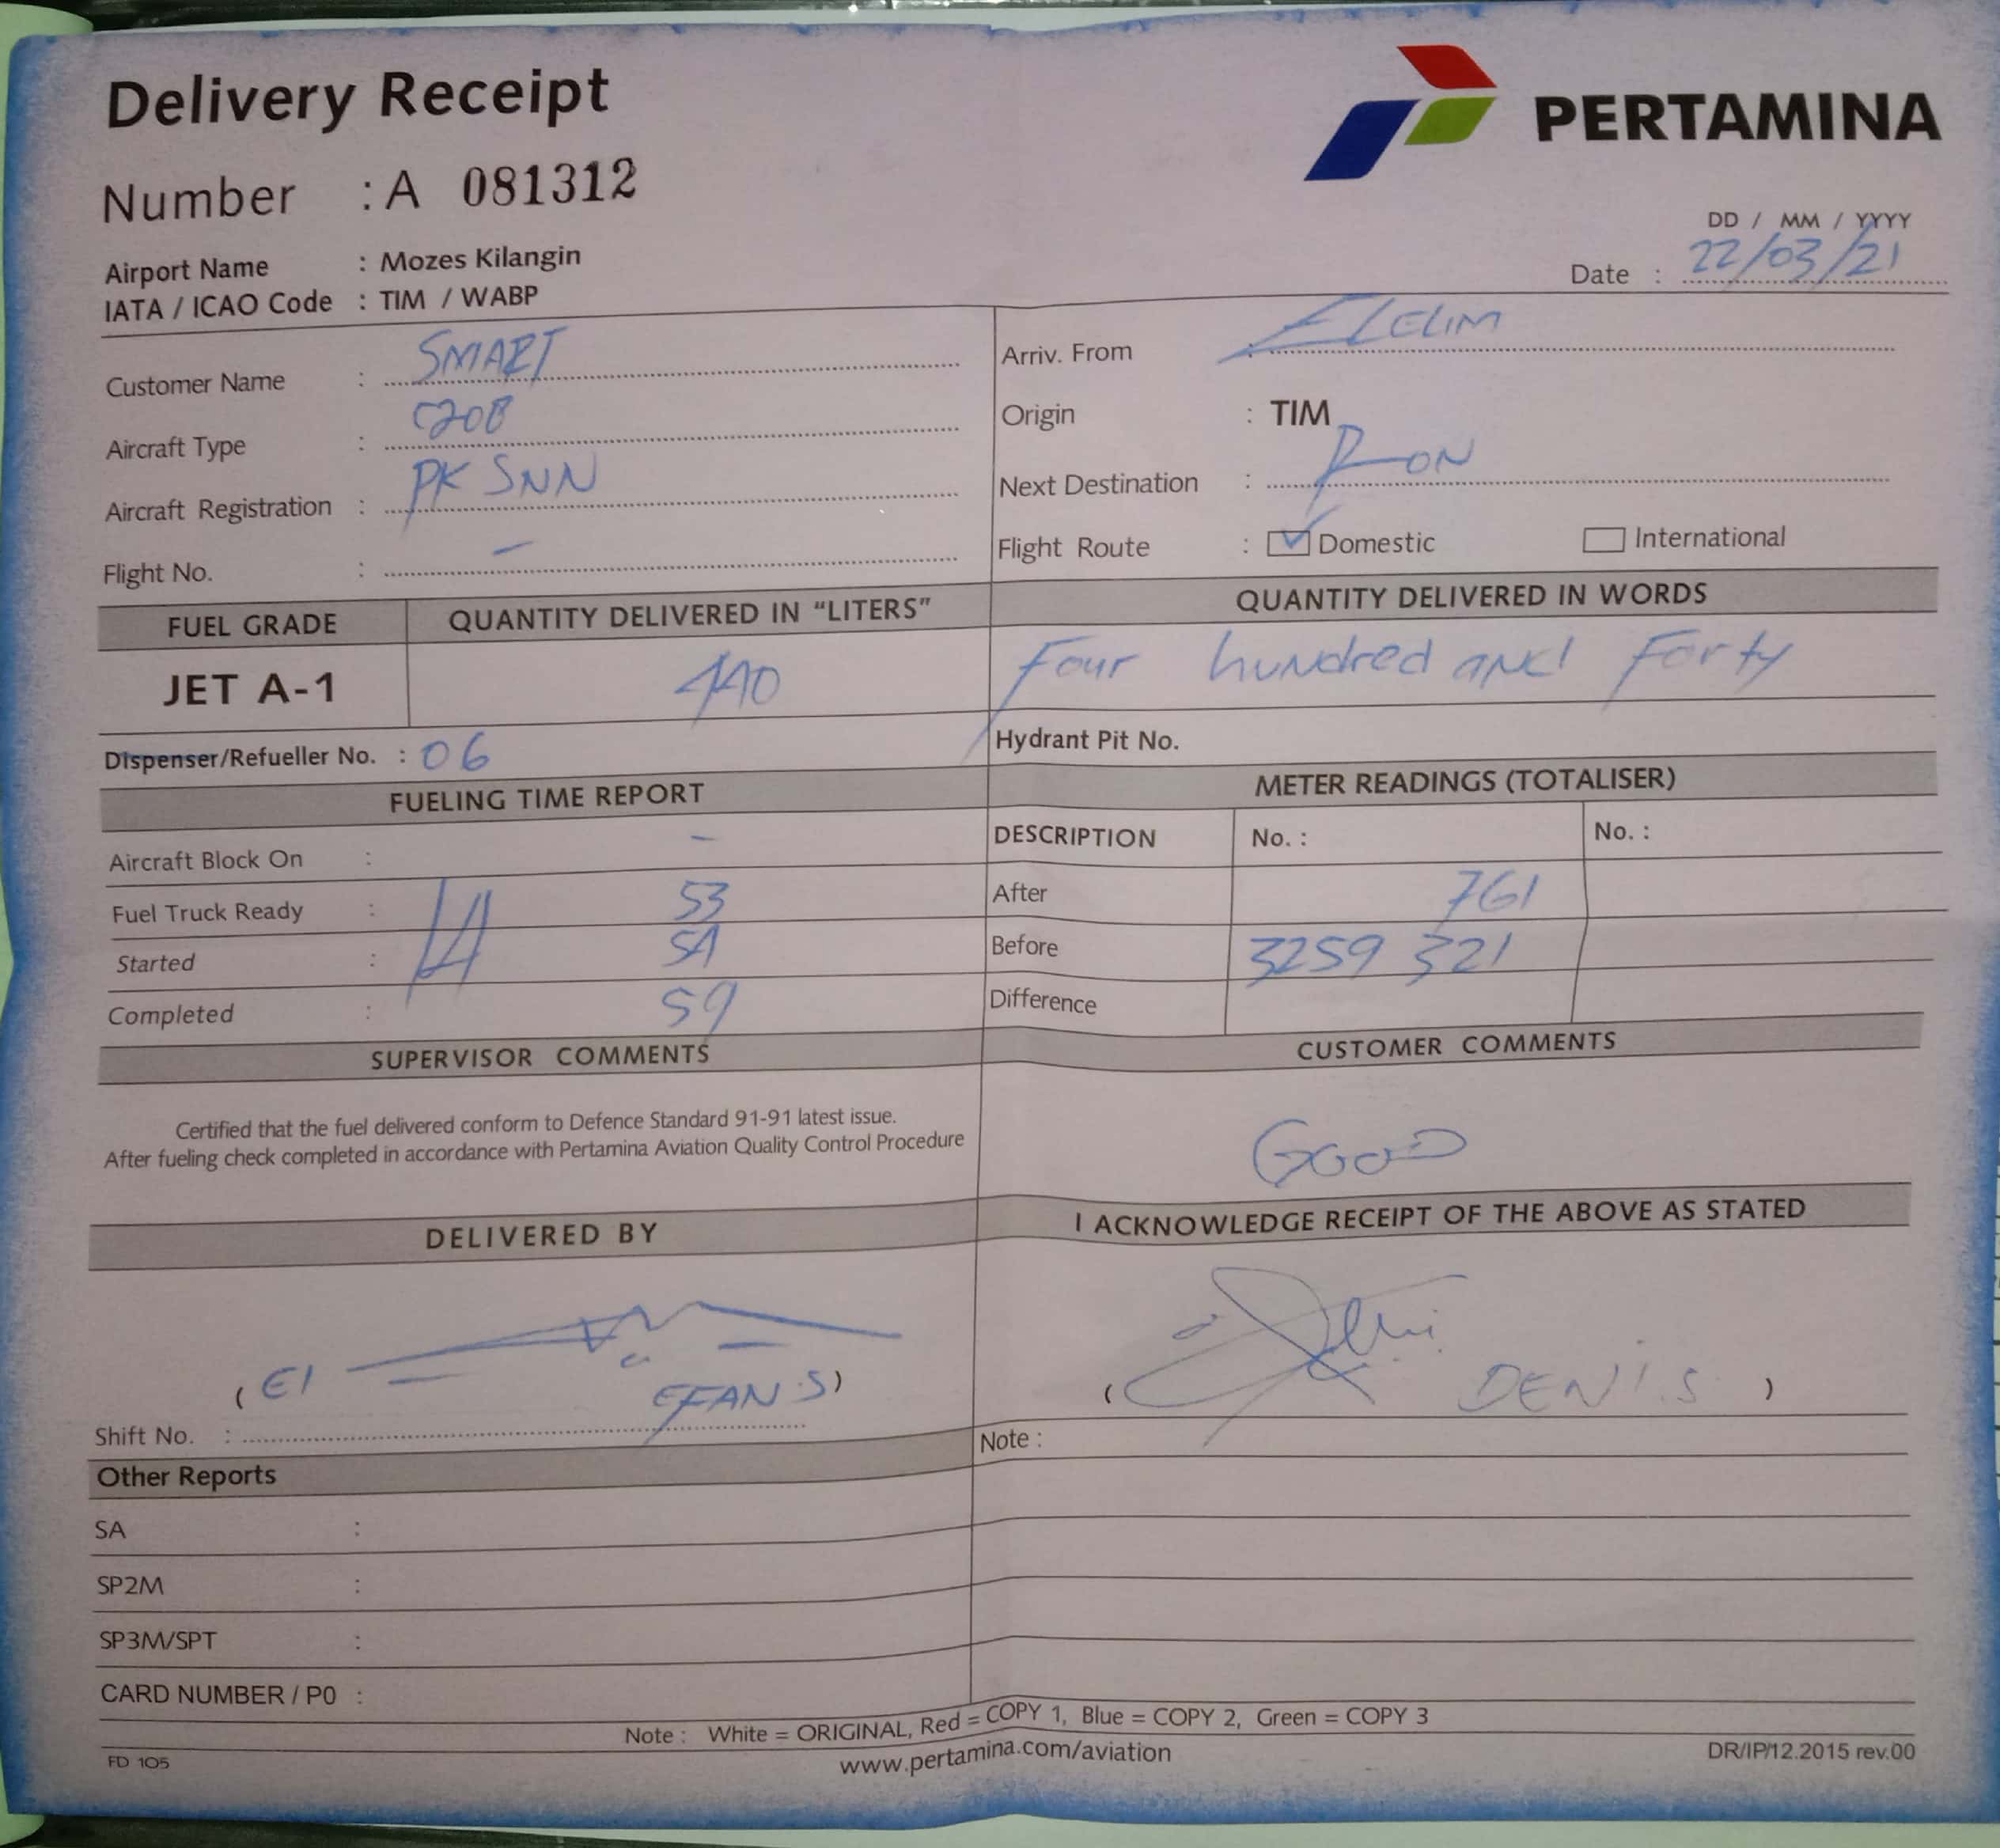 Delivery Receipt
PERTAMINA
Number : A 081312
Airport Name : Mozes Kilangin
IATA / ICAO Code : TIM / WABP
DD / MM / YYYY
Date : 22/03/21
Customer Name : SMART
Aircraft Type : C208
Aircraft Registration : PK SNN
Flight No. : -
Arriv. From : ELELIM
Origin : TIM
Next Destination : RON
Flight Route : Domestic International
FUEL GRADE QUANTITY DELIVERED IN "LITERS" QUANTITY DELIVERED IN WORDS
JET A-1 440 Four hundred and Forty
Dispenser/Refueller No. : 06 Hydrant Pit No.
FUELING TIME REPORT
Aircraft Block On : -
Fuel Truck Ready : 53
Started : 14 54
Completed : 59
METER READINGS (TOTALISER)
DESCRIPTION No. : No. :
After 761
Before 3259 321
Difference
SUPERVISOR COMMENTS
Certified that the fuel delivered conform to Defence Standard 91-91 latest issue.
After fueling check completed in accordance with Pertamina Aviation Quality Control Procedure
CUSTOMER COMMENTS
GOOD
DELIVERED BY
( EFAN S)
Shift No. :
I ACKNOWLEDGE RECEIPT OF THE ABOVE AS STATED
( DENIS )
Note :
Other Reports
SA :
SP2M :
SP3M/SPT :
CARD NUMBER / P0 :
Note : White = ORIGINAL, Red = COPY 1, Blue = COPY 2, Green = COPY 3
FD 105
www.pertamina.com/aviation
DR/IP/12.2015 rev.00